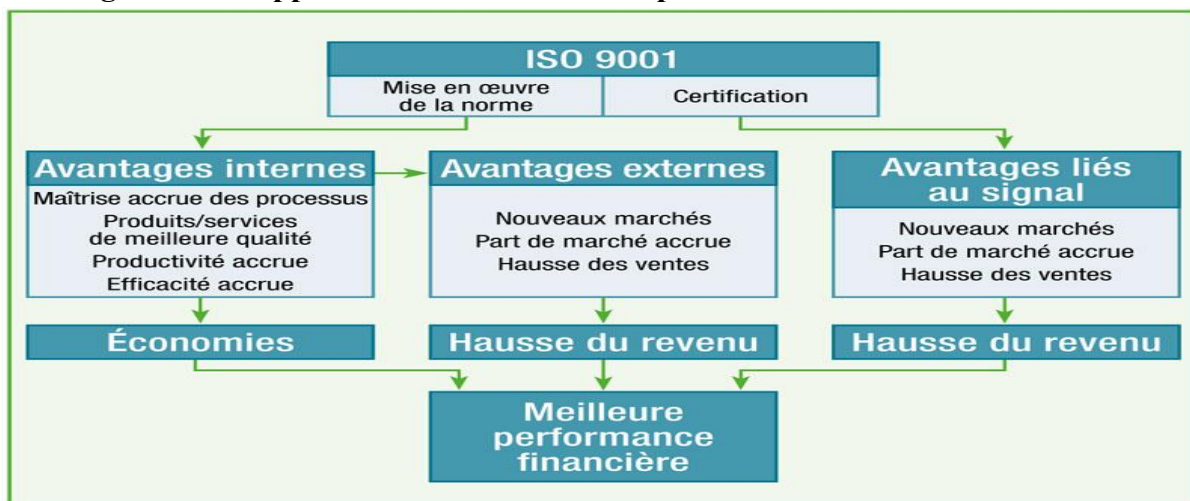 ISO 9001
Mise en œuvre
de la norme
Certification
Avantages internes
Maîtrise accrue des processus
Produits/services
de meilleure qualité
Productivité accrue
Efficacité accrue
Avantages externes
Nouveaux marchés
Part de marché accrue
Hausse des ventes
Avantages liés
au signal
Nouveaux marchés
Part de marché accrue
Hausse des ventes
Économies
Hausse du revenu
Hausse du revenu
Meilleure
performance
financière